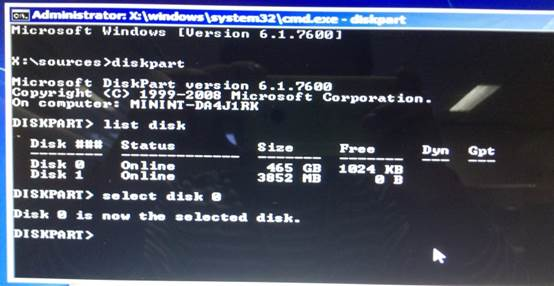 Administrator: X:\windows\system32\cmd.exe - diskpart
Microsoft Windows [Version 6.1.7600]
X:\sources>diskpart
Microsoft DiskPart version 6.1.7600
Copyright (C) 1999-2008 Microsoft Corporation.
On computer: MININT-DA4J1RK
DISKPART> list disk
Disk ### Status Size Free Dyn Gpt
-------- ------------- ------- ------- --- ---
Disk 0 Online 465 GB 1024 KB
Disk 1 Online 3852 MB 0 B
DISKPART> select disk 0
Disk 0 is now the selected disk.
DISKPART>